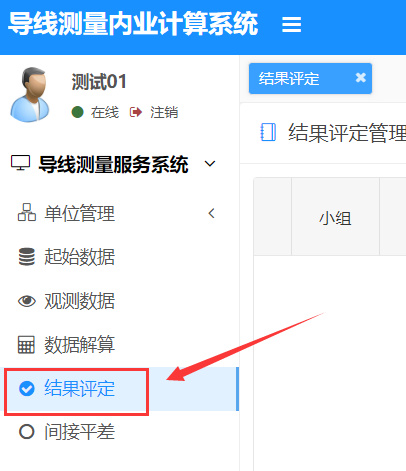 导线测量内业计算系统
测试01
在线 注销
导线测量服务系统
单位管理
起始数据
观测数据
数据解算
结果评定
间接平差
结果评定
结果评定管理
小组